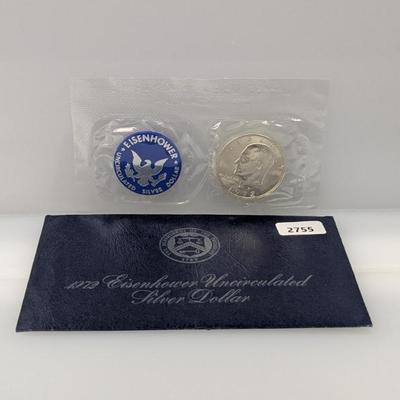 EISENHOWER
UNCIRCULATED SILVER DOLLAR
2755
1972 Eisenhower Uncirculated
Silver Dollar